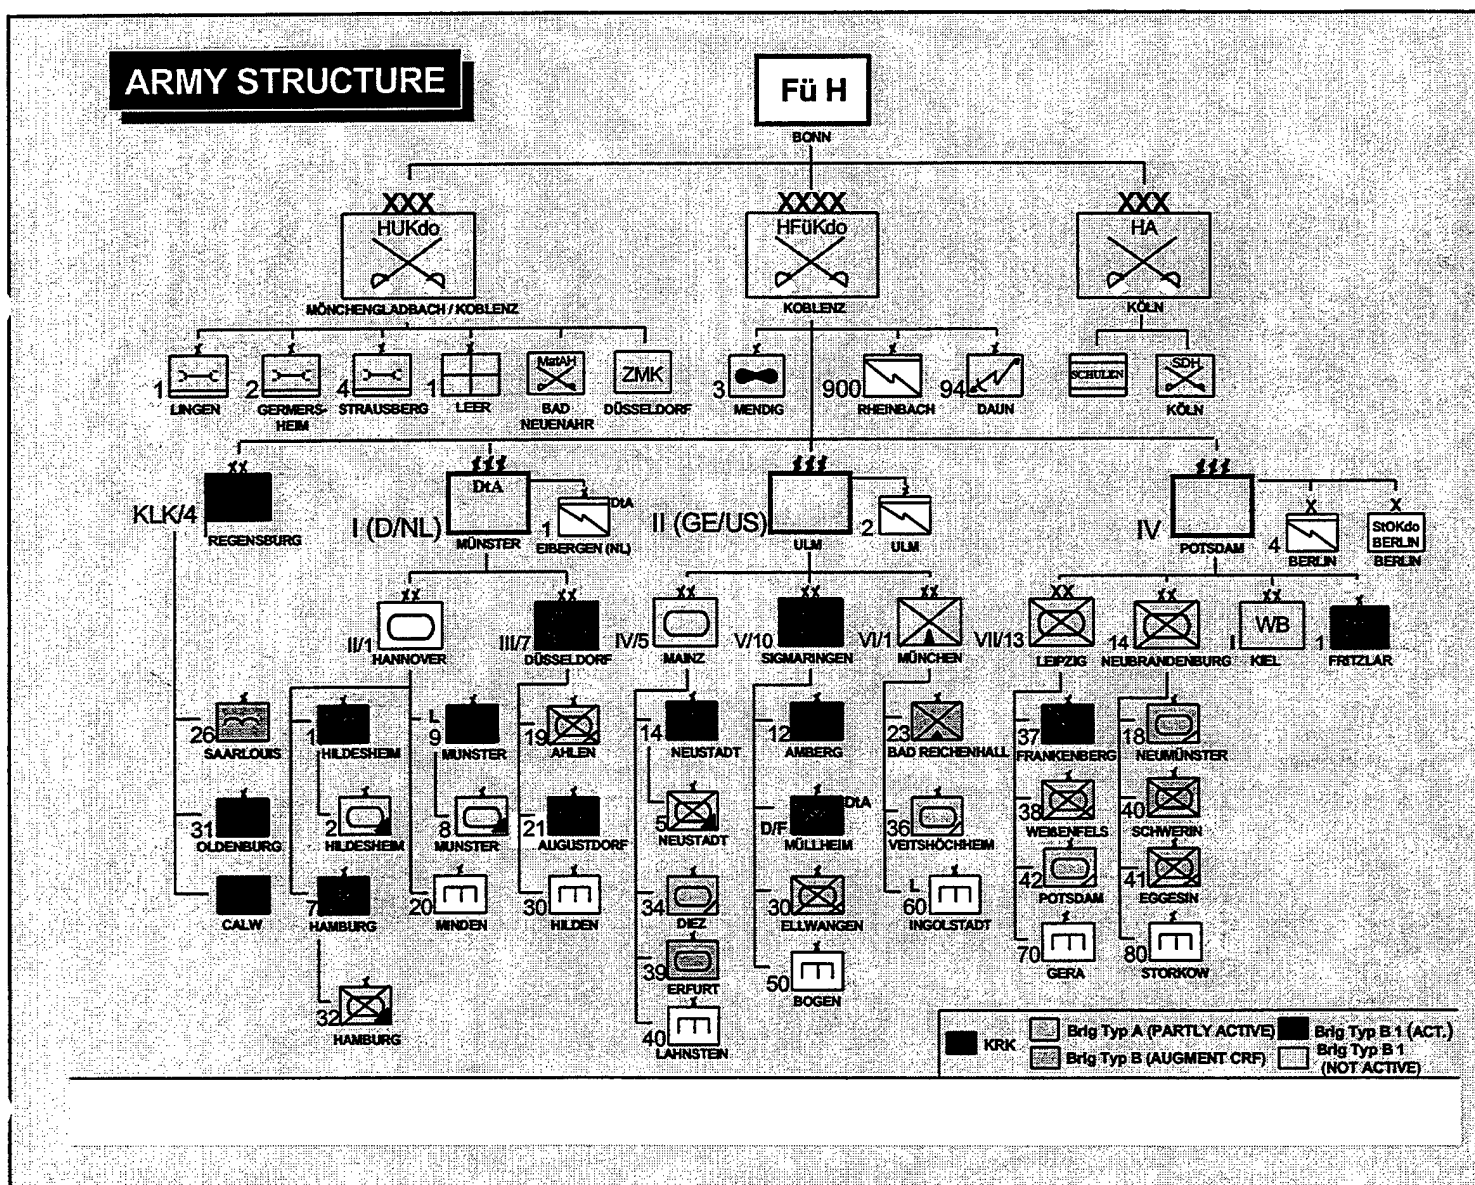 ARMY STRUCTURE
Fü H
BONN
XXX
HUKdo
MÖNCHENGLADBACH / KOBLENZ
XXXX
HFüKdo
KOBLENZ
XXX
HA
KÖLN
1
LINGEN
2
GERMERS-
HEIM
4
STRAUSBERG
1
LEER
MatAH
BAD
NEUENAHR
ZMK
DÜSSELDORF
3
MENDIG
900
RHEINBACH
94
DAUN
SCHULEN
SDH
KÖLN
KLK/4
XX
REGENSBURG
I (D/NL)
XXX
DtA
MÜNSTER
1
DtA
EIBERGEN (NL)
II (GE/US)
XXX
ULM
2
ULM
IV
XXX
POTSDAM
4
BERLIN
X
StOKdo
BERLIN
BERLIN
XX
II/1
HANNOVER
XX
III/7
DÜSSELDORF
XX
IV/5
MAINZ
XX
V/10
SIGMARINGEN
XX
VI/1
MÜNCHEN
XX
VII/13
LEIPZIG
XX
14
NEUBRANDENBURG
XX
I
WB
KIEL
X
1
FRITZLAR
26
SAARLOUIS
1
HILDESHEIM
L
9
MUNSTER
19
AHLEN
14
NEUSTADT
12
AMBERG
23
BAD REICHENHALL
37
FRANKENBERG
18
NEUMÜNSTER
31
OLDENBURG
2
HILDESHEIM
8
MUNSTER
21
AUGUSTDORF
5
NEUSTADT
D/F
DtA
MÜLLHEIM
36
VEITSHÖCHHEIM
38
WEIßENFELS
40
SCHWERIN
CALW
7
HAMBURG
20
MINDEN
30
HILDEN
34
DIEZ
30
ELLWANGEN
L
60
INGOLSTADT
42
POTSDAM
41
EGGESIN
39
ERFURT
50
BOGEN
70
GERA
80
STORKOW
32
HAMBURG
40
LAHNSTEIN
KRK
Brig Typ A (PARTLY ACTIVE)
Brig Typ B (AUGMENT CRF)
Brig Typ B 1 (ACT.)
Brig Typ B 1
(NOT ACTIVE)